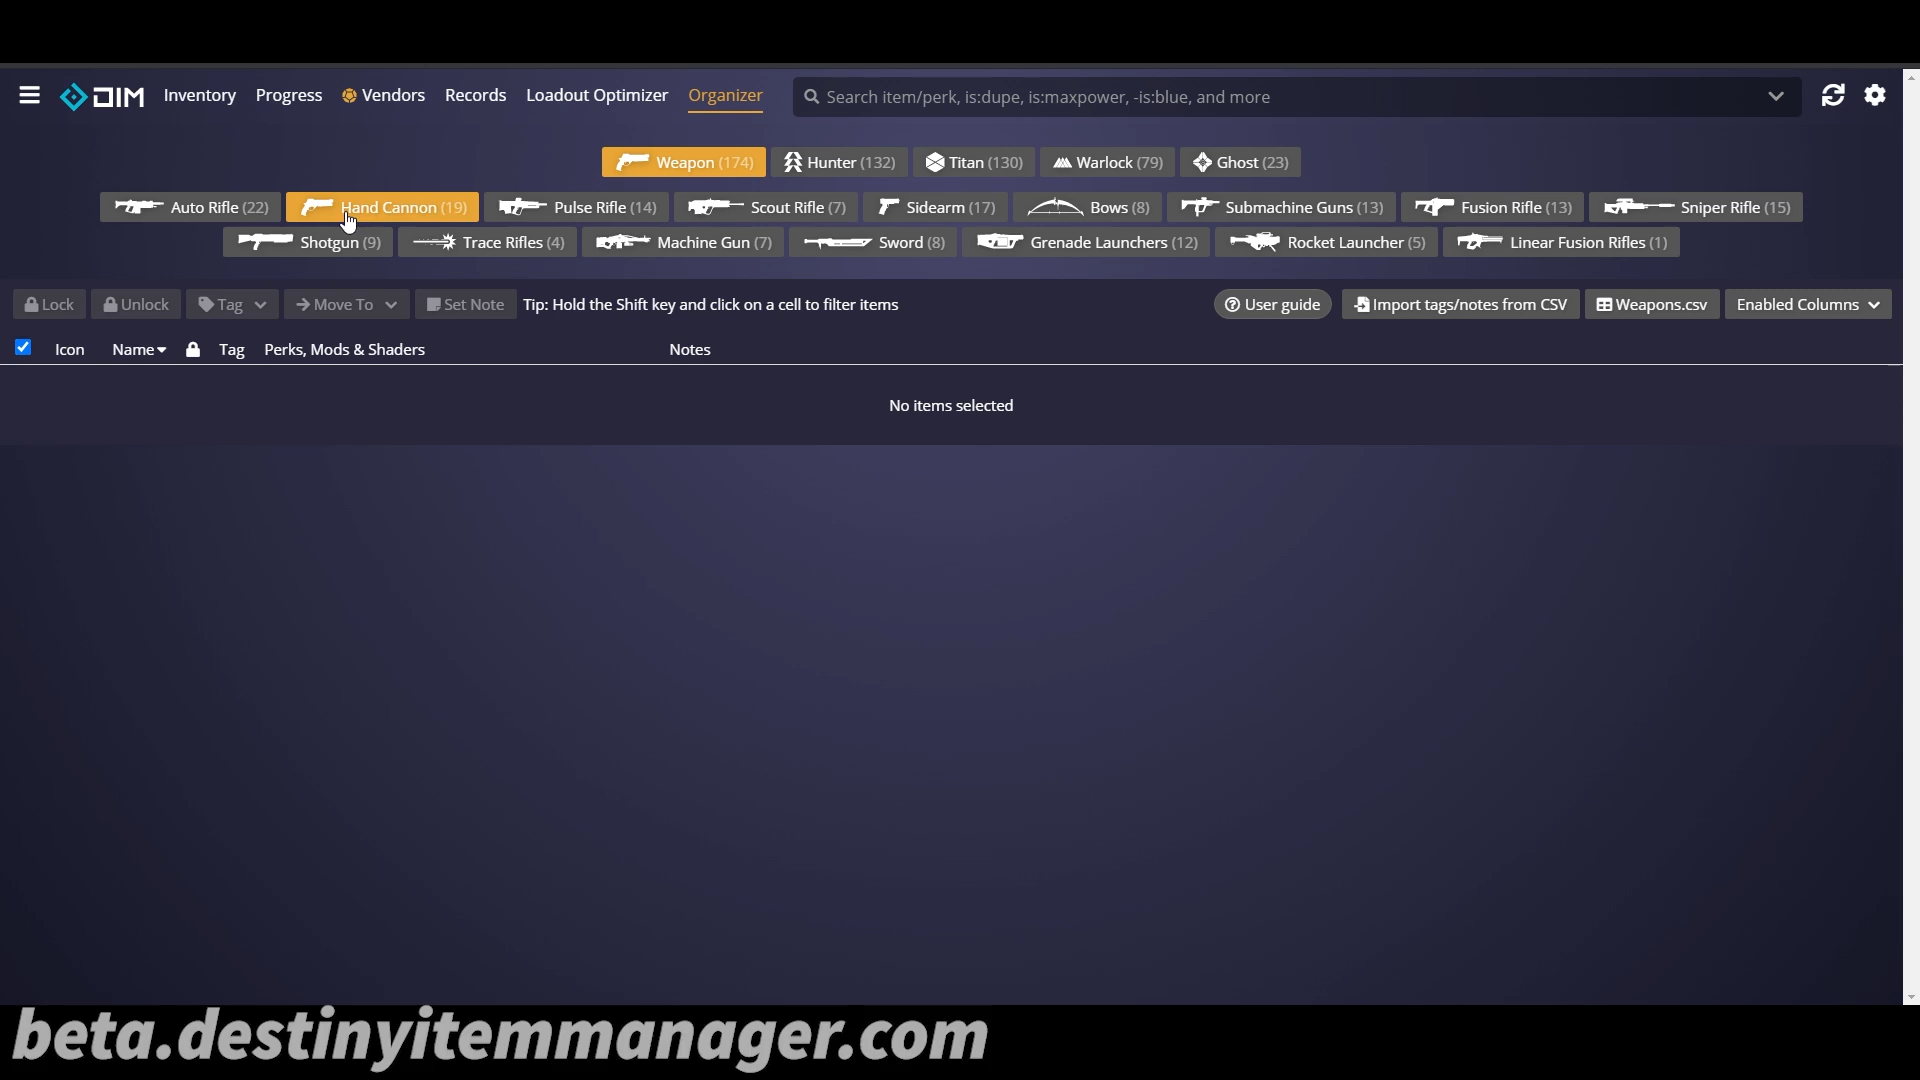 DIM Inventory Progress Vendors Records Loadout Optimizer Organizer Search item/perk, is:dupe, is:maxpower, -is:blue, and more
Weapon (174) Hunter (132) Titan (130) Warlock (79) Ghost (23)
Auto Rifle (22) Hand Cannon (19) Pulse Rifle (14) Scout Rifle (7) Sidearm (17) Bows (8) Submachine Guns (13) Fusion Rifle (13) Sniper Rifle (15)
Shotgun (9) Trace Rifles (4) Machine Gun (7) Sword (8) Grenade Launchers (12) Rocket Launcher (5) Linear Fusion Rifles (1)
Lock Unlock Tag Move To Set Note Tip: Hold the Shift key and click on a cell to filter items User guide Import tags/notes from CSV Weapons.csv Enabled Columns
Icon Name Tag Perks, Mods & Shaders Notes
No items selected
beta.destinyitemmanager.com